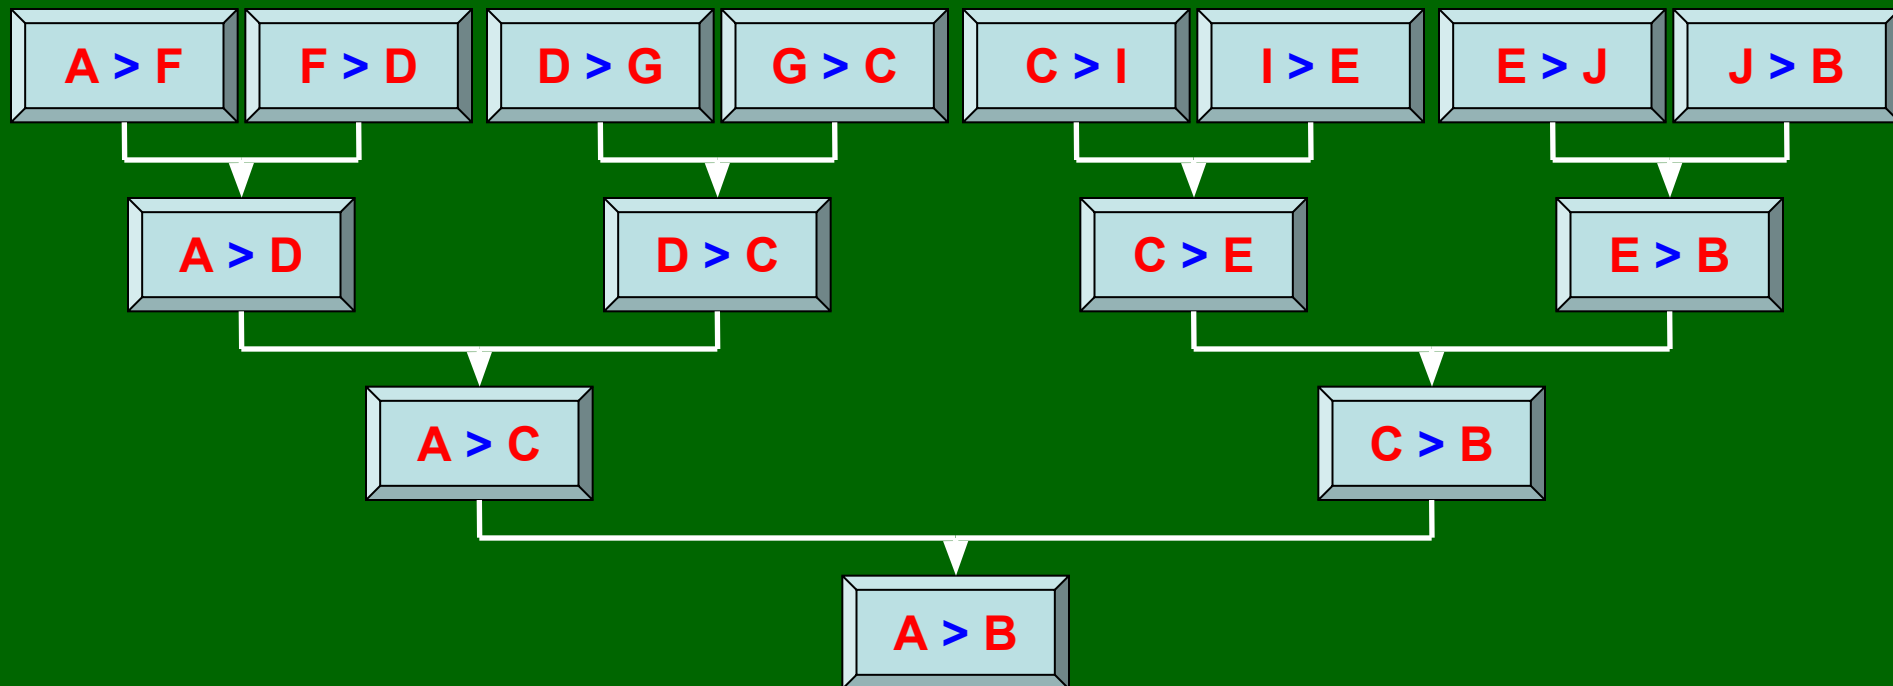 A > F F > D D > G G > C C > I I > E E > J J > B
A > D D > C C > E E > B
A > C C > B
A > B